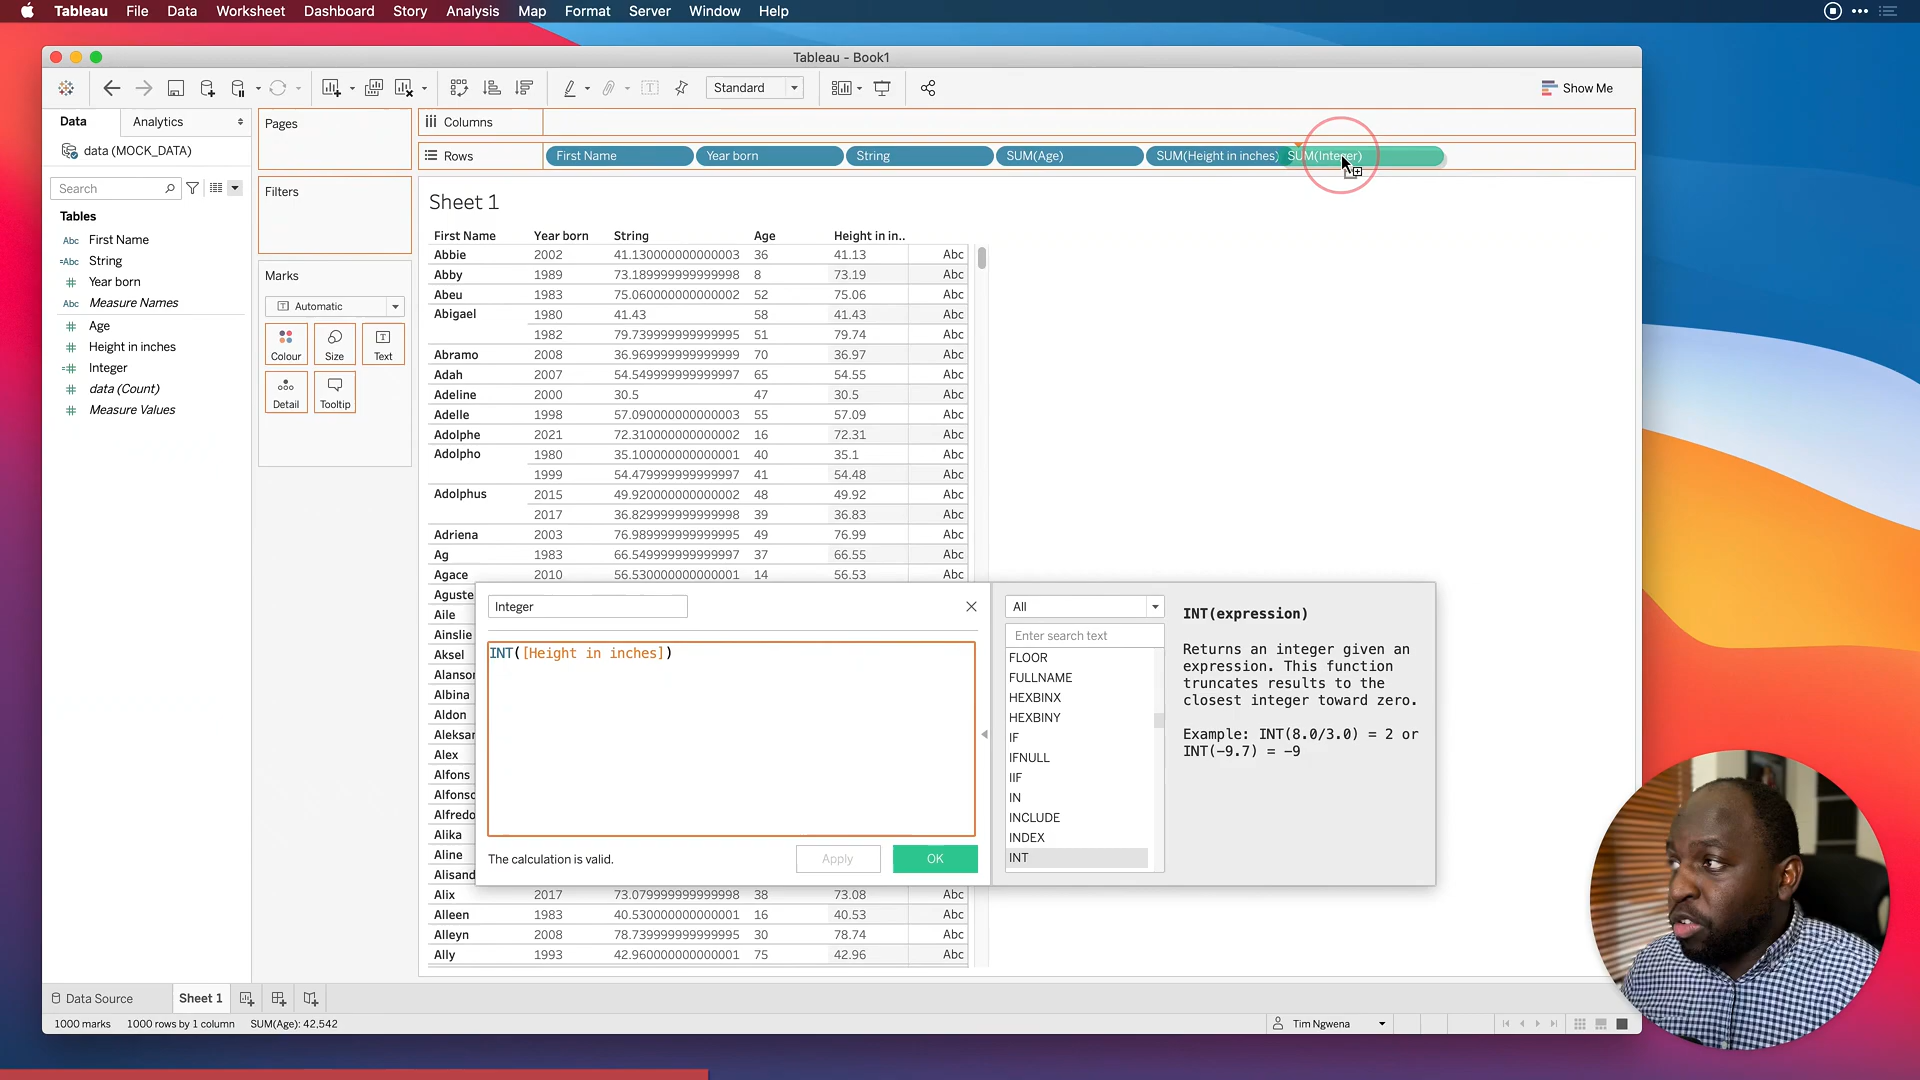 Tableau File Data Worksheet Dashboard Story Analysis Map Format Server Window Help
Tableau - Book1
Standard
Show Me
Data Analytics
data (MOCK_DATA)
Search
Tables
Abc First Name
=Abc String
# Year born
Abc Measure Names
# Age
# Height in inches
=# Integer
# data (Count)
# Measure Values
Pages
Filters
Marks
Automatic
Colour Size Text
Detail Tooltip
Columns
Rows First Name Year born String SUM(Age) SUM(Height in inches) SUM(Integer)
Sheet 1
First Name Year born String Age Height in in..
Abbie 2002 41.130000000000003 36 41.13 Abc
Abby 1989 73.189999999999998 8 73.19 Abc
Abeu 1983 75.060000000000002 52 75.06 Abc
Abigael 1980 41.43 58 41.43 Abc
1982 79.739999999999995 51 79.74 Abc
Abramo 2008 36.969999999999999 70 36.97 Abc
Adah 2007 54.549999999999997 65 54.55 Abc
Adeline 2000 30.5 47 30.5 Abc
Adelle 1998 57.090000000000003 55 57.09 Abc
Adolphe 2021 72.310000000000002 16 72.31 Abc
Adolpho 1980 35.100000000000001 40 35.1 Abc
1999 54.479999999999997 41 54.48 Abc
Adolphus 2015 49.920000000000002 48 49.92 Abc
2017 36.829999999999998 39 36.83 Abc
Adriena 2003 76.989999999999995 49 76.99 Abc
Ag 1983 66.549999999999997 37 66.55 Abc
Agace 2010 56.530000000000001 14 56.53 Abc
Aguste
Aile
Ainslie
Aksel
Alanson
Albina
Aldon
Aleksan
Alex
Alfons
Alfonso
Alfredo
Alika
Aline
Alisand
Alix 2017 73.079999999999998 38 73.08 Abc
Alleen 1983 40.530000000000001 16 40.53 Abc
Alleyn 2008 78.739999999999995 30 78.74 Abc
Ally 1993 42.960000000000001 75 42.96 Abc
Integer
INT([Height in inches])
The calculation is valid.
Apply OK
All
Enter search text
FLOOR
FULLNAME
HEXBINX
HEXBINY
IF
IFNULL
IIF
IN
INCLUDE
INDEX
INT
INT(expression)
Returns an integer given an
expression. This function
truncates results to the
closest integer toward zero.
Example: INT(8.0/3.0) = 2 or
INT(-9.7) = -9
Data Source Sheet 1
1000 marks 1000 rows by 1 column SUM(Age): 42,542
Tim Ngwena